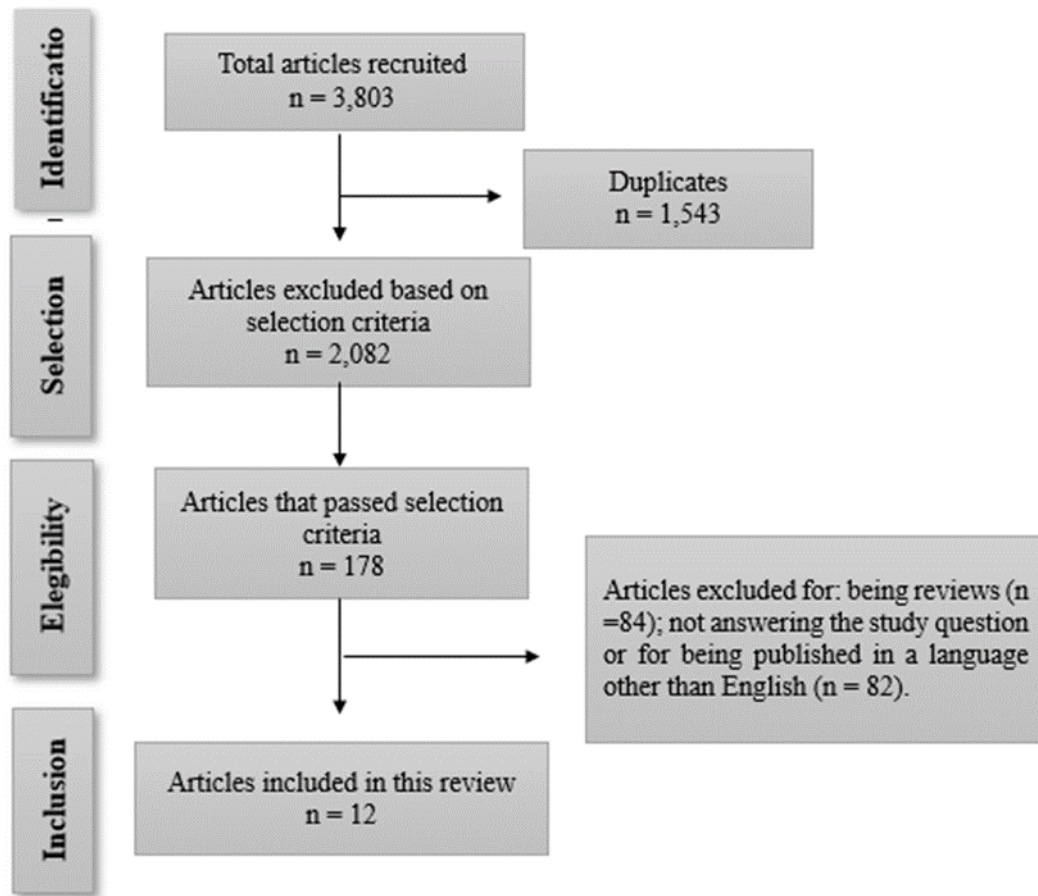 Identificatio
Total articles recruited
n = 3,803
Duplicates
n = 1,543
Selection
Articles excluded based on
selection criteria
n = 2,082
Elegibility
Articles that passed selection
criteria
n = 178
Articles excluded for: being reviews (n
=84); not answering the study question
or for being published in a language
other than English (n = 82).
Inclusion
Articles included in this review
n = 12